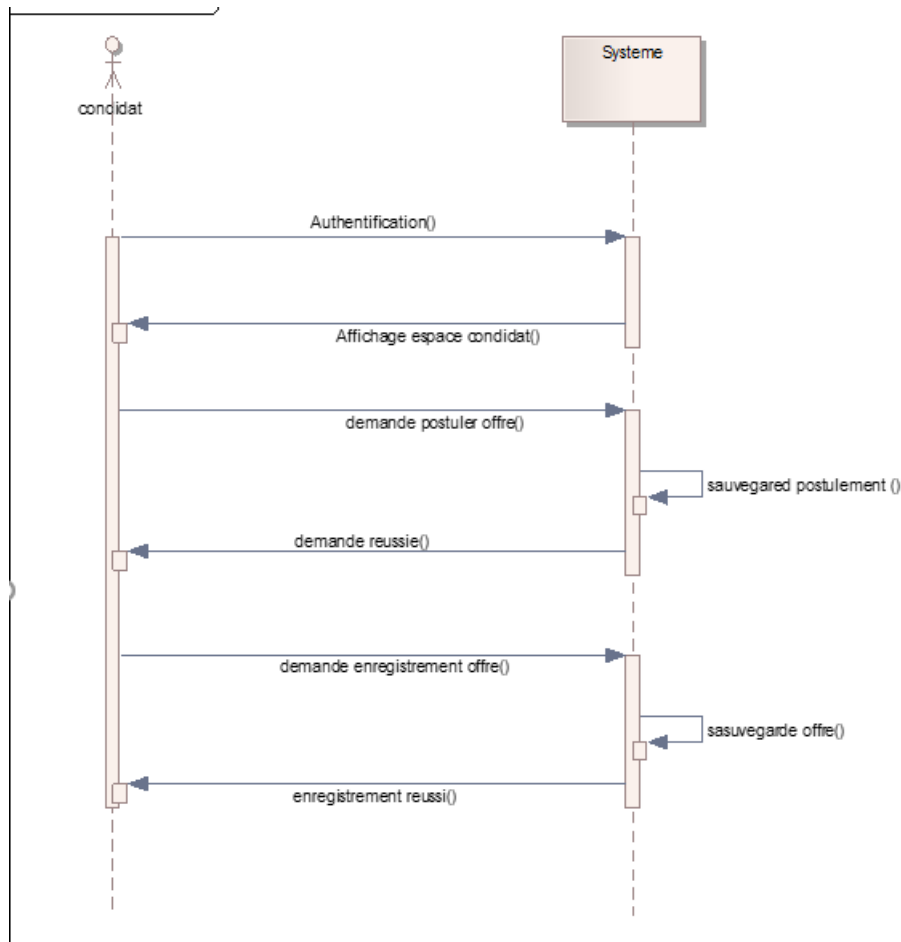 Systeme
condidat
Authentification()
Affichage espace condidat()
demande postuler offre()
sauvegared postulement ()
demande reussie()
demande enregistrement offre()
sasuvegarde offre()
enregistrement reussi()